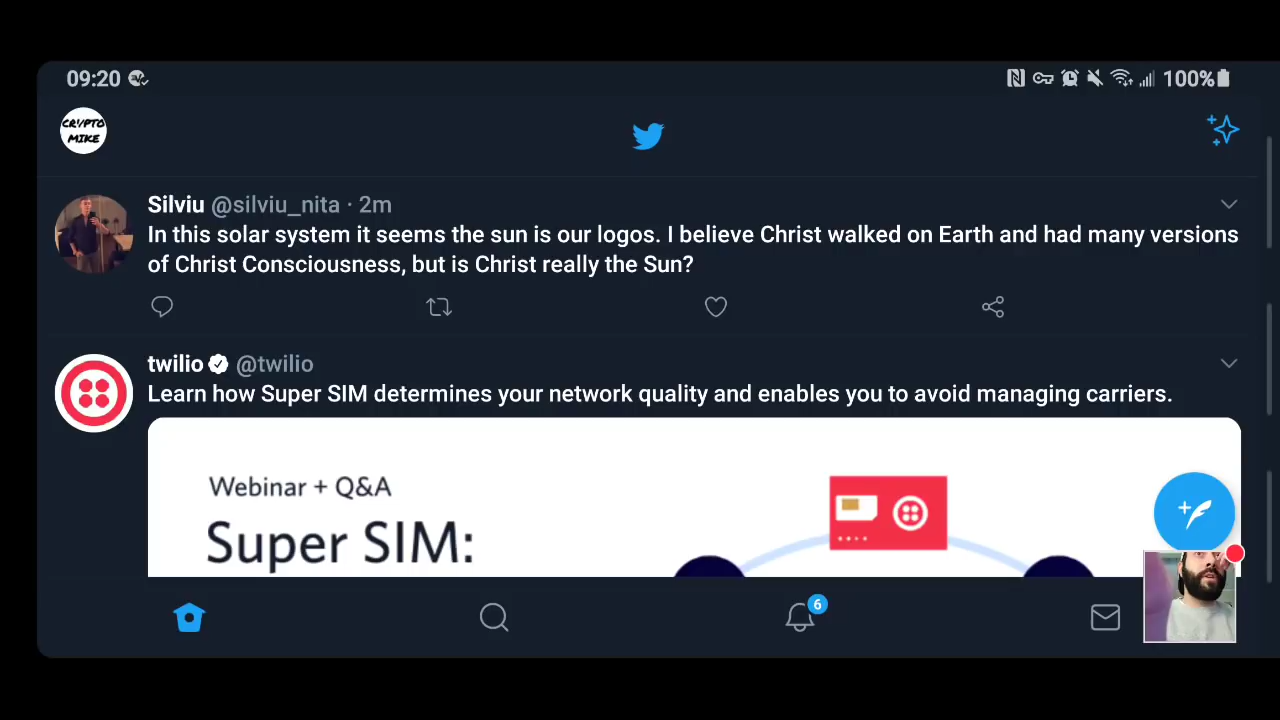 09:20 100%
CRYPTO
MIKE
Silviu @silviu_nita · 2m
In this solar system it seems the sun is our logos. I believe Christ walked on Earth and had many versions
of Christ Consciousness, but is Christ really the Sun?
twilio @twilio
Learn how Super SIM determines your network quality and enables you to avoid managing carriers.
Webinar + Q&A
Super SIM:
6